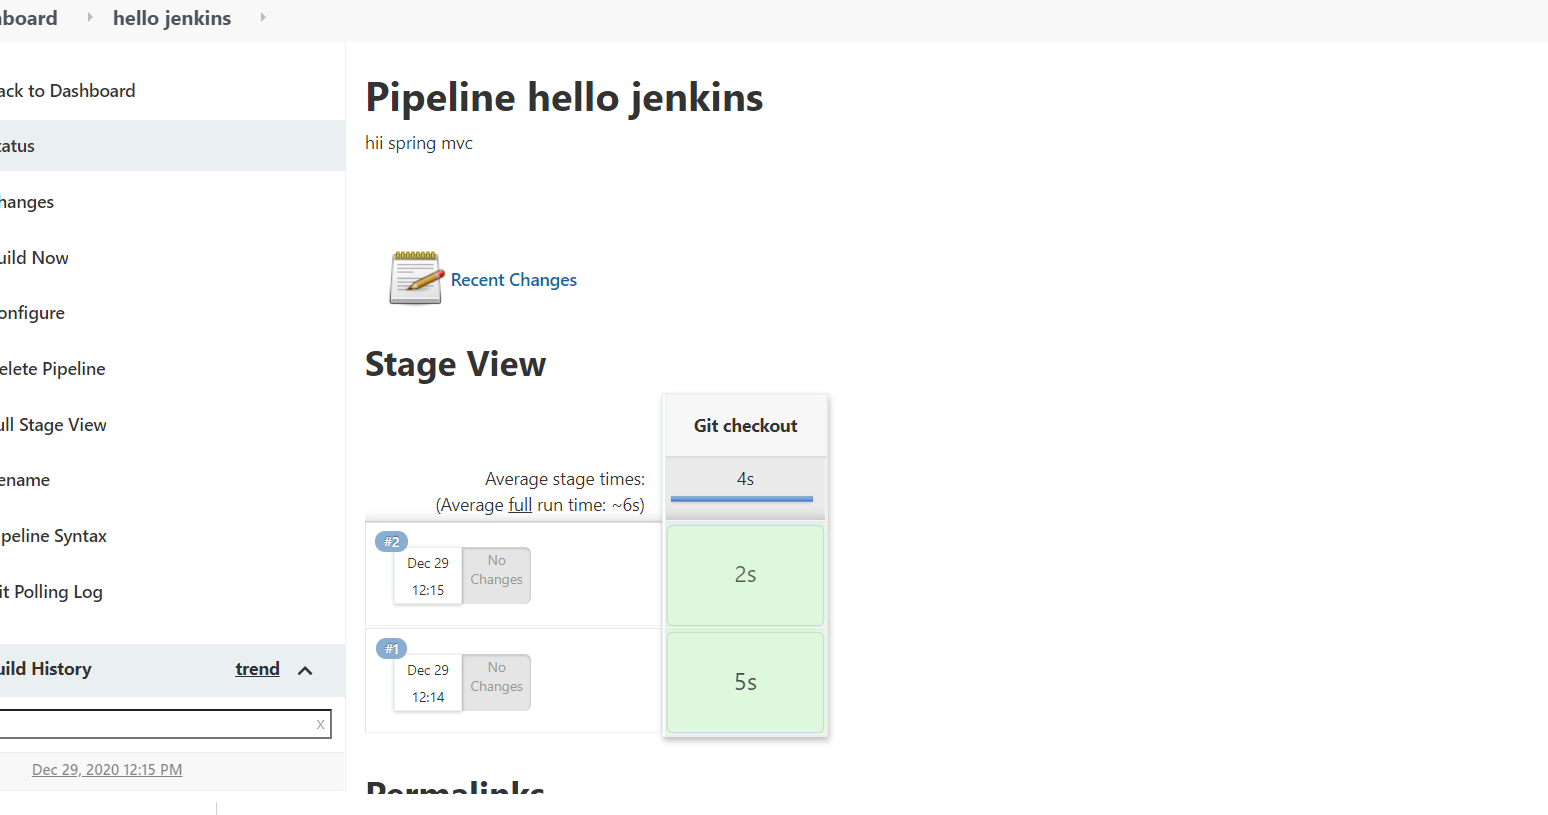 board hello jenkins
ack to Dashboard
tatus
hanges
uild Now
onfigure
elete Pipeline
ull Stage View
ename
ipeline Syntax
it Polling Log
uild History trend
x
Dec 29, 2020 12:15 PM
Pipeline hello jenkins
hii spring mvc
Recent Changes
Stage View
Git checkout
Average stage times:
(Average full run time: ~6s)
4s
#2
Dec 29
12:15
No
Changes
2s
#1
Dec 29
12:14
No
Changes
5s
Permalinks